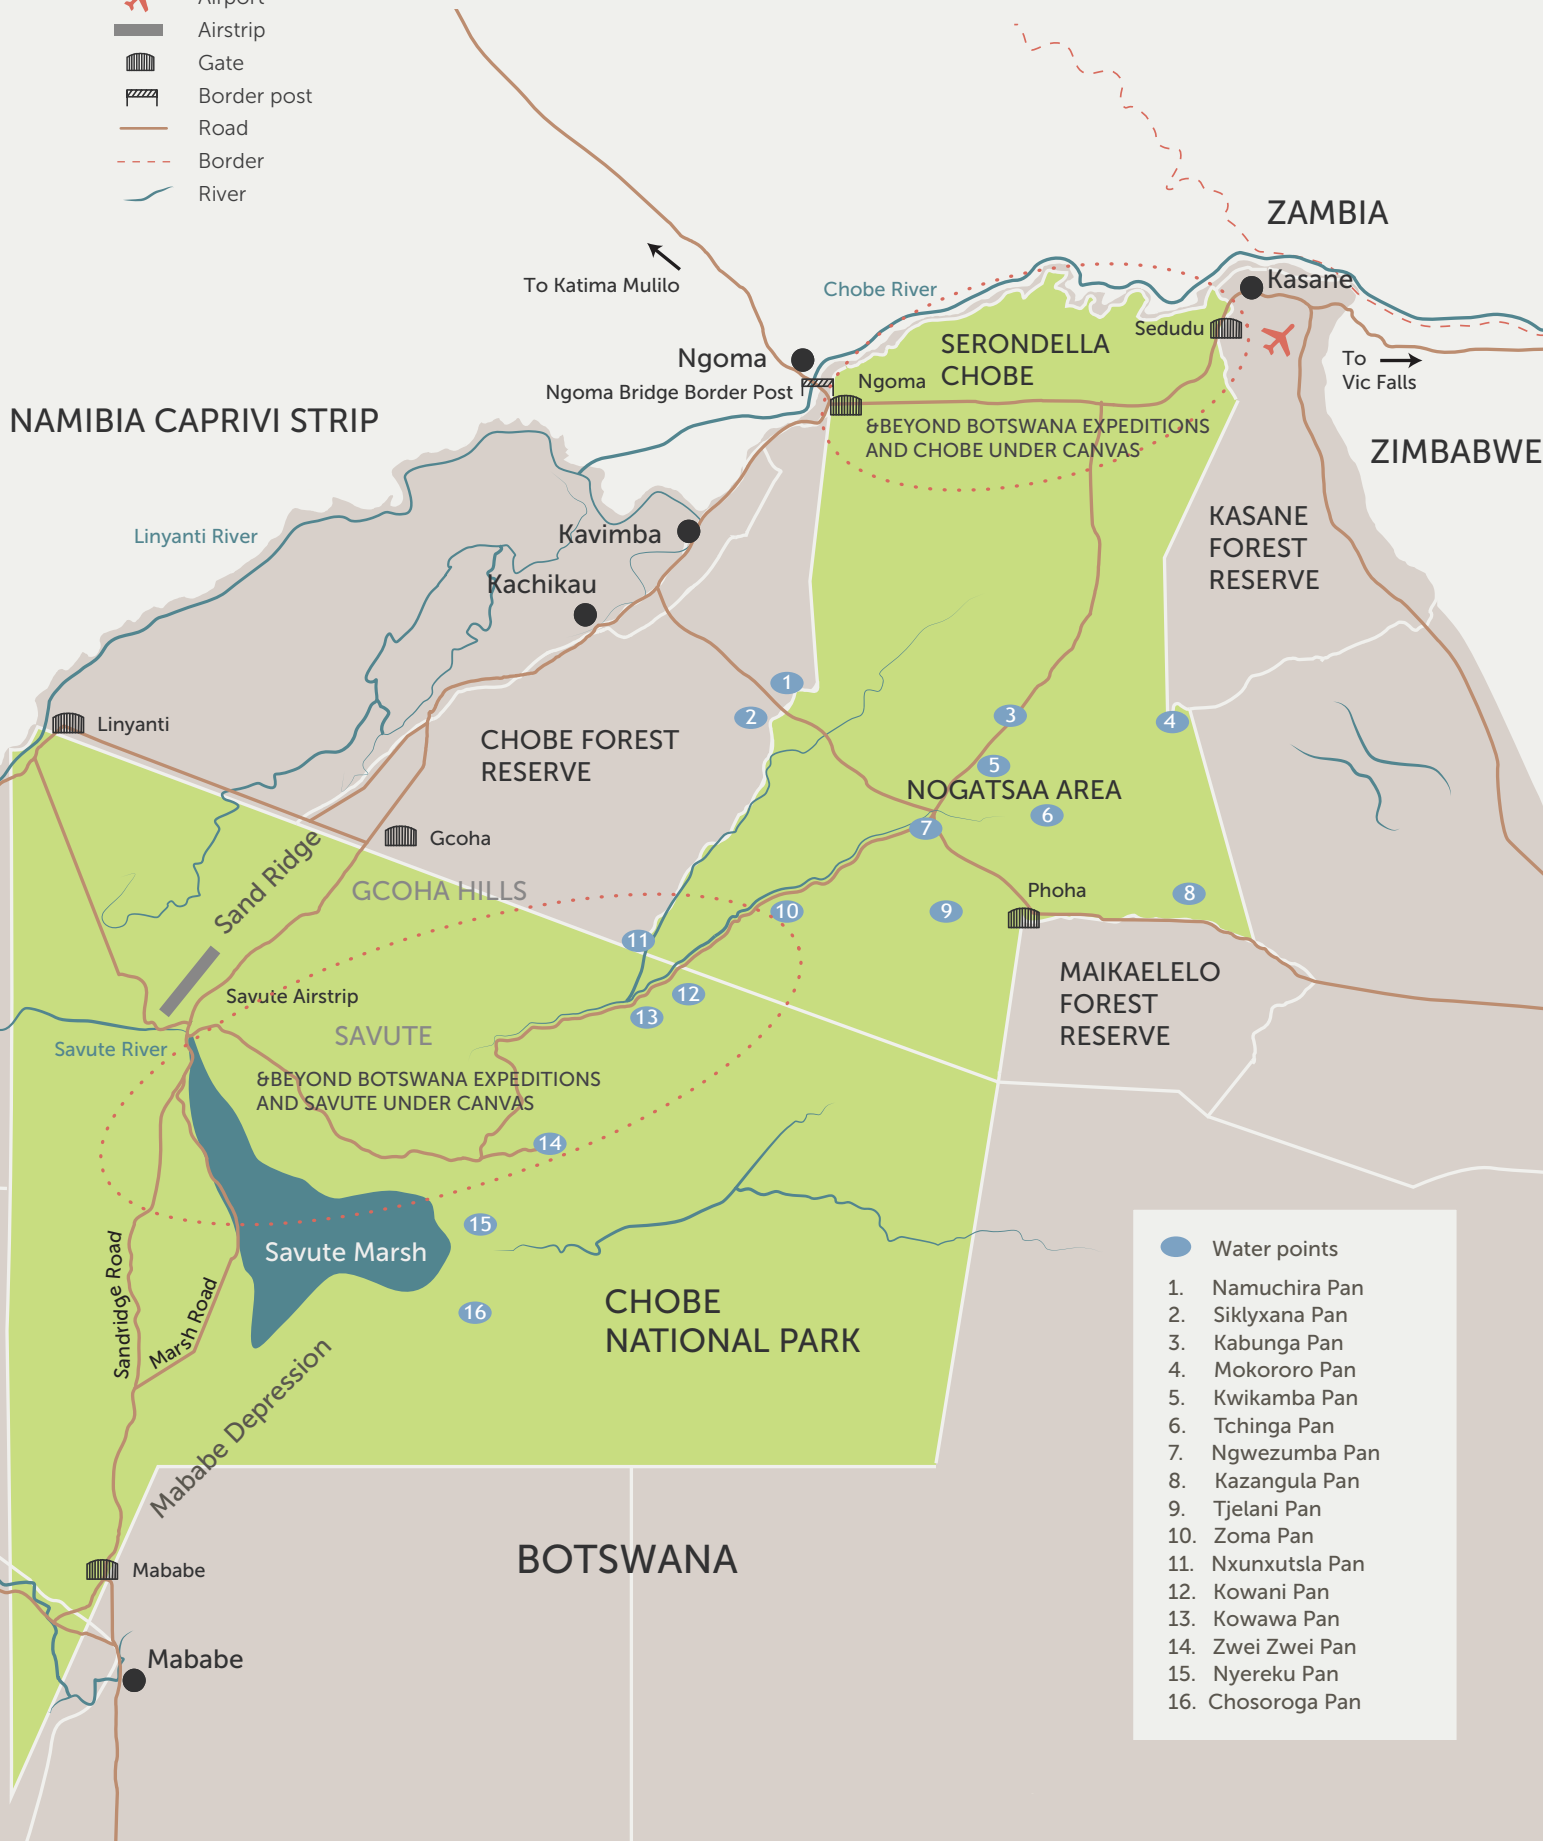 Airport
Airstrip
Gate
Border post
Road
Border
River
ZAMBIA
To Katima Mulilo
Chobe River
Kasane
Sedudu
SERONDELLA
CHOBE
Ngoma
To
Vic Falls
Ngoma Bridge Border Post
Ngoma
NAMIBIA CAPRIVI STRIP
&BEYOND BOTSWANA EXPEDITIONS
AND CHOBE UNDER CANVAS
ZIMBABWE
Linyanti River
KASANE
FOREST
RESERVE
Kavimba
Kachikau
1
2
3
4
Linyanti
CHOBE FOREST
RESERVE
5
NOGATSAA AREA
6
7
Gcoha
Sand Ridge
GCOHA HILLS
Phoha
8
9
10
11
12
13
MAIKAELELO
FOREST
RESERVE
Savute Airstrip
SAVUTE
Savute River
&BEYOND BOTSWANA EXPEDITIONS
AND SAVUTE UNDER CANVAS
14
15
Savute Marsh
16
CHOBE
NATIONAL PARK
Sandridge Road
Marsh Road
Mababe Depression
BOTSWANA
Mababe
Mababe
Water points
1. Namuchira Pan
2. Siklyxana Pan
3. Kabunga Pan
4. Mokororo Pan
5. Kwikamba Pan
6. Tchinga Pan
7. Ngwezumba Pan
8. Kazangula Pan
9. Tjelani Pan
10. Zoma Pan
11. Nxunxutsla Pan
12. Kowani Pan
13. Kowawa Pan
14. Zwei Zwei Pan
15. Nyereku Pan
16. Chosoroga Pan